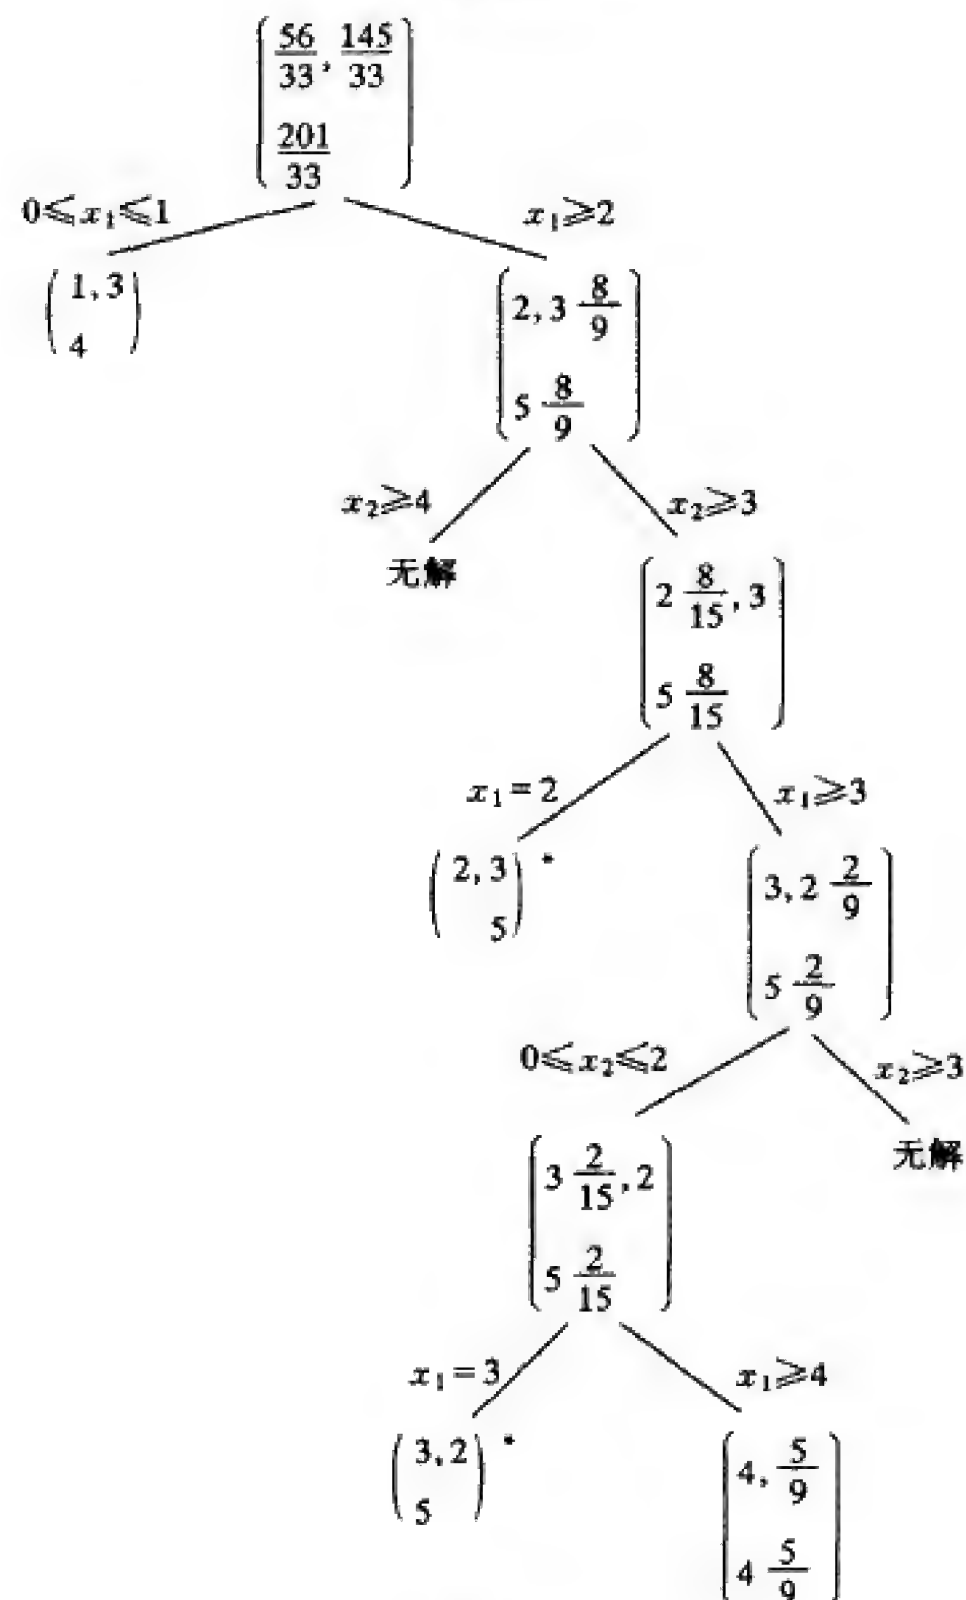 56/33, 145/33
201/33
0≤x₁≤1
x₁≥2
1, 3
4
2, 3 8/9
5 8/9
x₂≥4
x₂≥3
无解
2 8/15, 3
5 8/15
x₁=2
x₁≥3
(2, 3
5)*
3, 2 2/9
5 2/9
0≤x₂≤2
x₂≥3
无解
3 2/15, 2
5 2/15
x₁=3
x₁≥4
(3, 2
5)*
4, 5/9
4 5/9